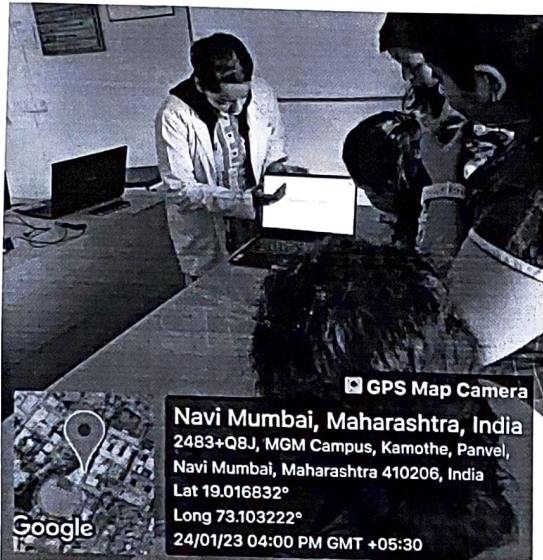 GPS Map Camera
Navi Mumbai, Maharashtra, India
2483+Q8J, MGM Campus, Kamothe, Panvel,
Navi Mumbai, Maharashtra 410206, India
Lat 19.016832°
Long 73.103222°
24/01/23 04:00 PM GMT +05:30
Google